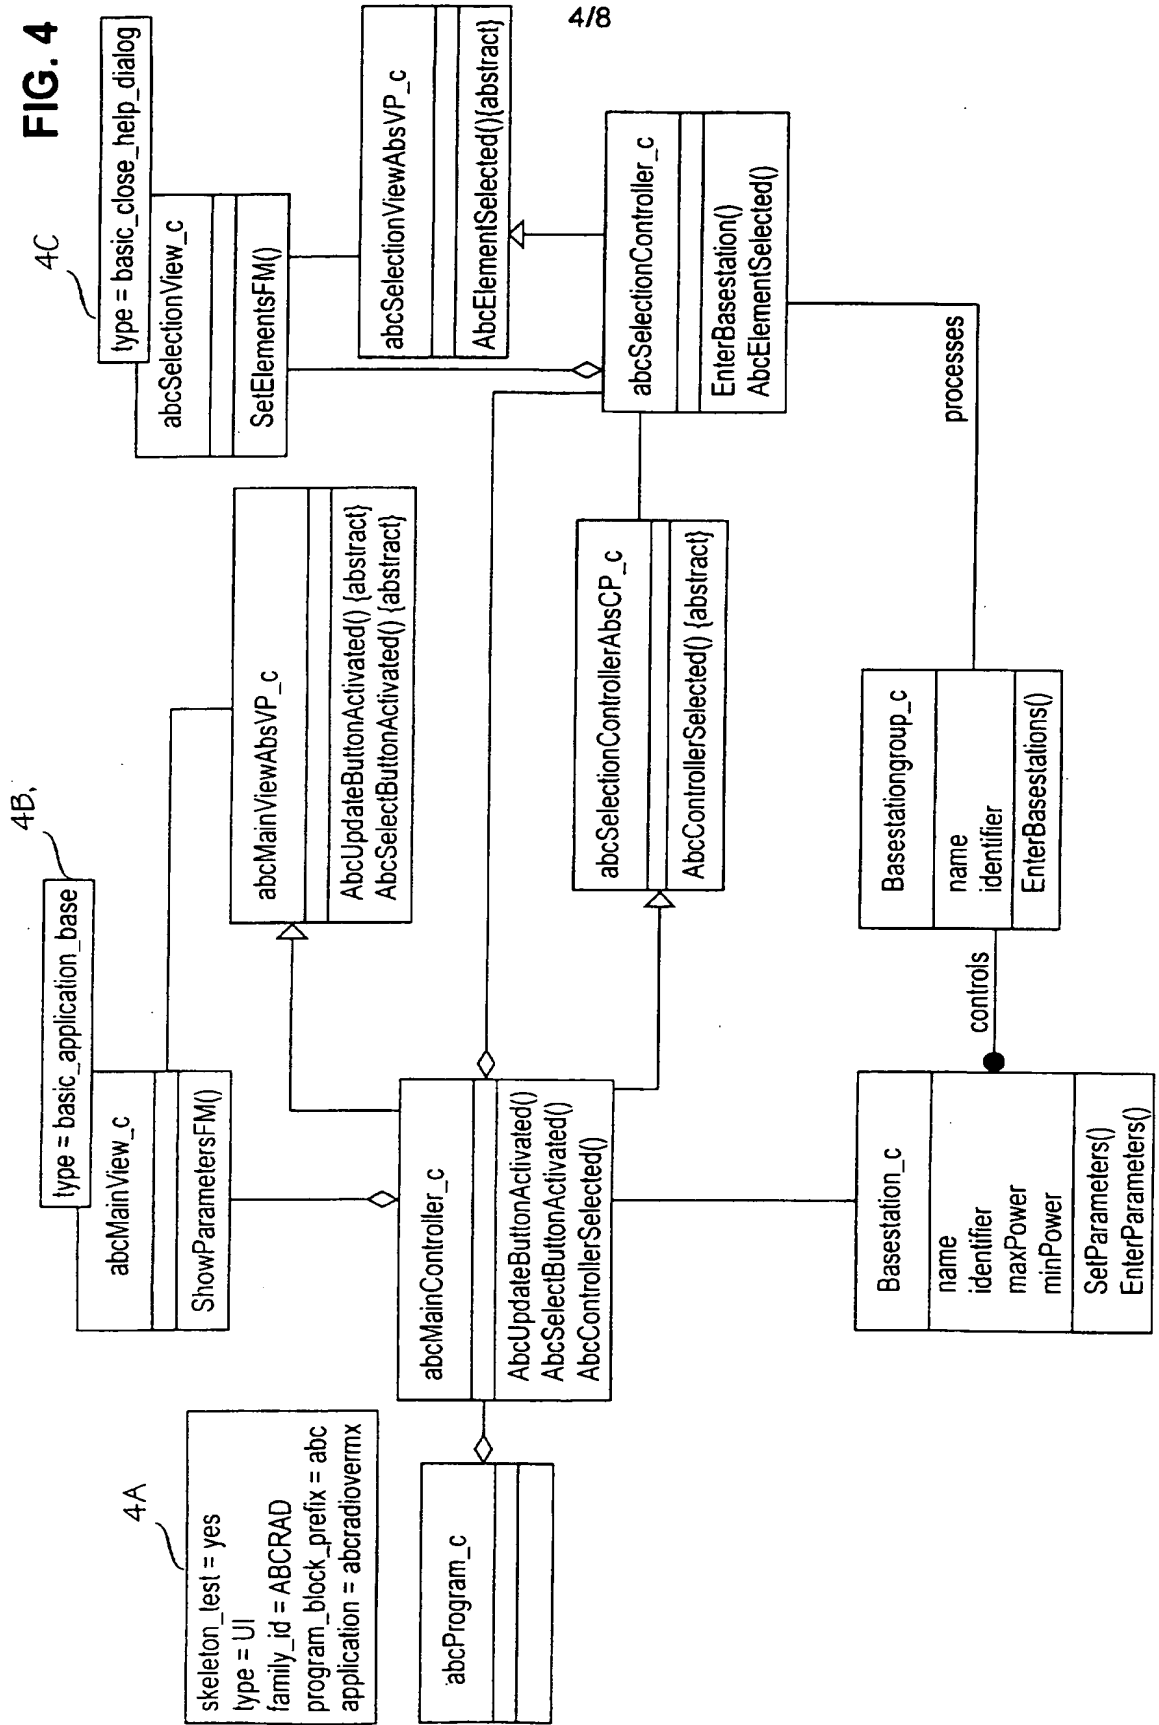 4/8
FIG. 4
4A
skeleton_test = yes
type = UI
family_id = ABCRAD
program_block_prefix = abc
application = abcradiovermx
4B,
type = basic_application_base
abcMainView_c
ShowParametersFM()
4C
type = basic_close_help_dialog
abcSelectionView_c
SetElementsFM()
abcMainViewAbsVP_c
AbcUpdateButtonActivated() {abstract}
AbcSelectButtonActivated() {abstract}
abcSelectionViewAbsVP_c
AbcElementSelected(){abstract}
abcProgram_c
abcMainController_c
AbcUpdateButtonActivated()
AbcSelectButtonActivated()
AbcControllerSelected()
abcSelectionControllerAbsCP_c
AbcControllerSelected() {abstract}
abcSelectionController_c
EnterBasestation()
AbcElementSelected()
Basestation_c
name
identifier
maxPower
minPower
SetParameters()
EnterParameters()
controls
Basestationgroup_c
name
identifier
EnterBasestations()
processes